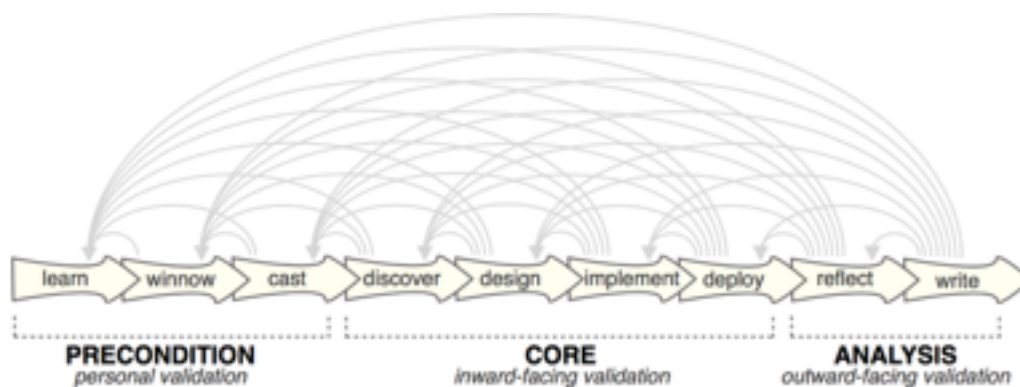 learn winnow cast discover design implement deploy reflect write
PRECONDITION CORE ANALYSIS
personal validation inward-facing validation outward-facing validation